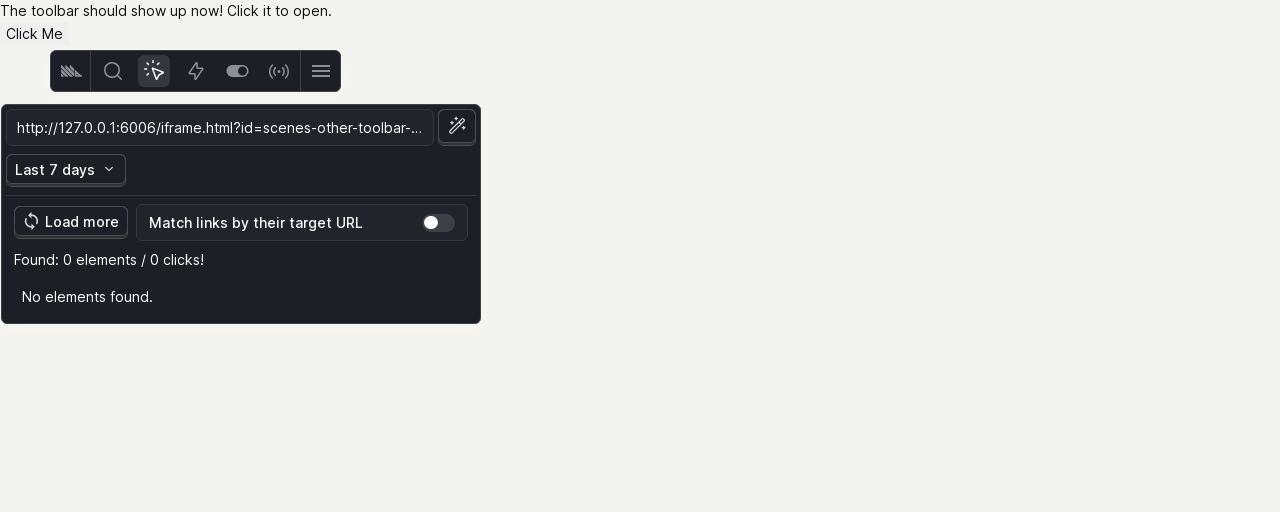 The toolbar should show up now! Click it to open.
Click Me
http://127.0.0.1:6006/iframe.html?id=scenes-other-toolbar-...
Last 7 days
Load more
Match links by their target URL
Found: 0 elements / 0 clicks!
No elements found.